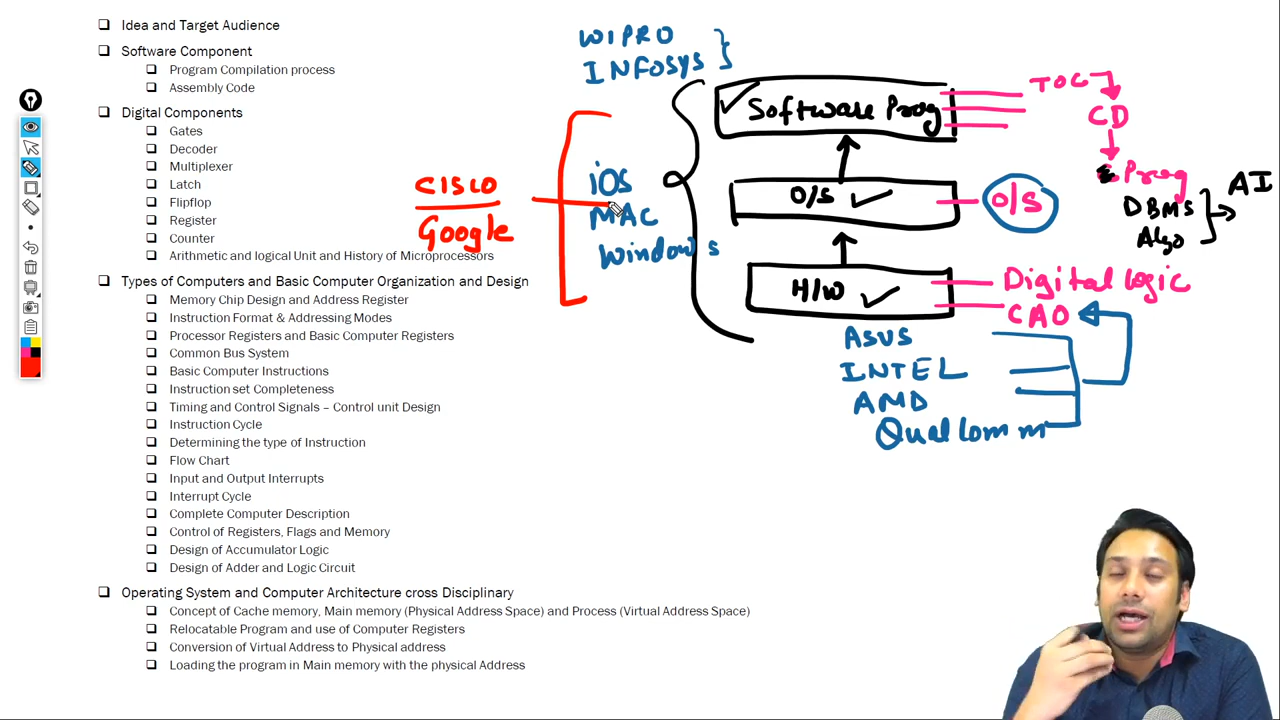 Idea and Target Audience
Software Component
Program Compilation process
Assembly Code
Digital Components
Gates
Decoder
Multiplexer
Latch
Flipflop
Register
Counter
Arithmetic and logical Unit and History of Microprocessors
Types of Computers and Basic Computer Organization and Design
Memory Chip Design and Address Register
Instruction Format & Addressing Modes
Processor Registers and Basic Computer Registers
Common Bus System
Basic Computer Instructions
Instruction set Completeness
Timing and Control Signals – Control unit Design
Instruction Cycle
Determining the type of Instruction
Flow Chart
Input and Output Interrupts
Interrupt Cycle
Complete Computer Description
Control of Registers, Flags and Memory
Design of Accumulator Logic
Design of Adder and Logic Circuit
Operating System and Computer Architecture cross Disciplinary
Concept of Cache memory, Main memory (Physical Address Space) and Process (Virtual Address Space)
Relocatable Program and use of Computer Registers
Conversion of Virtual Address to Physical address
Loading the program in Main memory with the physical Address
WIPRO
INFOSYS
CISCO
Google
iOS
MAC
Windows
Software Prog
O/S
H/W
ASUS
INTEL
AMD
Qualcomm
TOC
CD
Prog
DBMS
Algo
AI
O/S
Digital logic
CAO